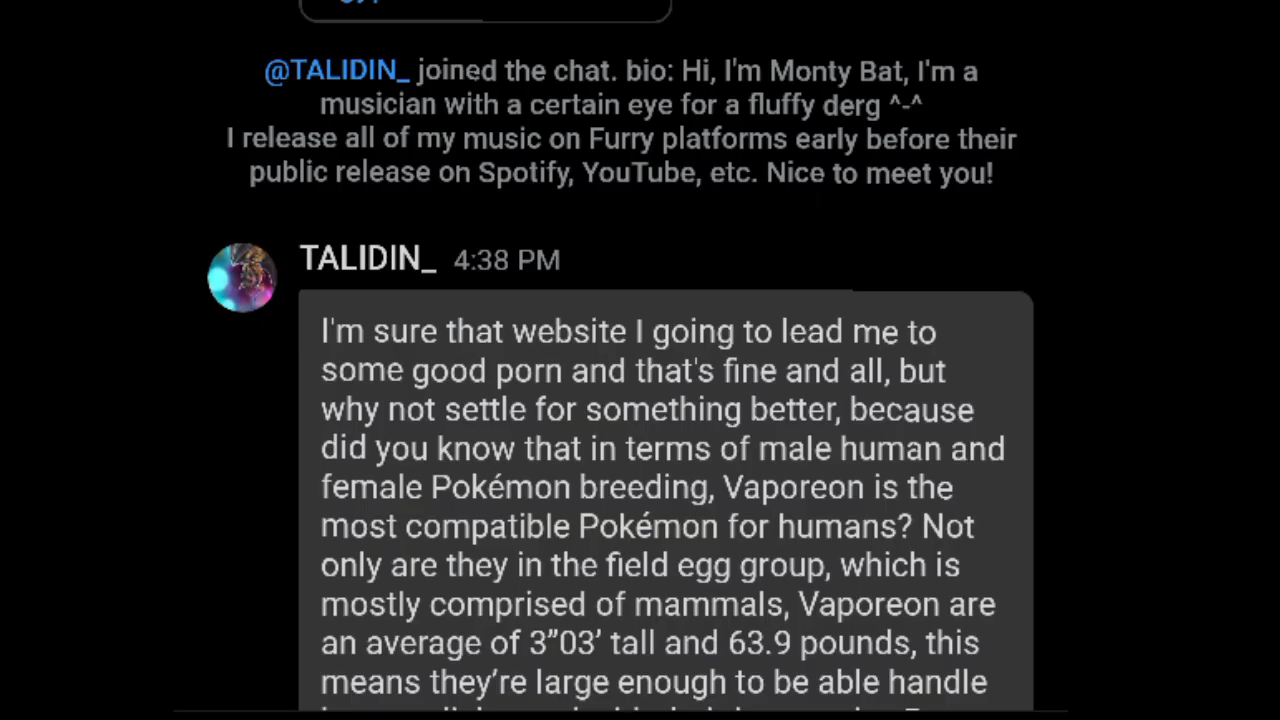 @TALIDIN_ joined the chat. bio: Hi, I'm Monty Bat, I'm a
musician with a certain eye for a fluffy derg ^-^
I release all of my music on Furry platforms early before their
public release on Spotify, YouTube, etc. Nice to meet you!
TALIDIN_ 4:38 PM
I'm sure that website I going to lead me to
some good porn and that's fine and all, but
why not settle for something better, because
did you know that in terms of male human and
female Pokémon breeding, Vaporeon is the
most compatible Pokémon for humans? Not
only are they in the field egg group, which is
mostly comprised of mammals, Vaporeon are
an average of 3”03’ tall and 63.9 pounds, this
means they’re large enough to be able handle